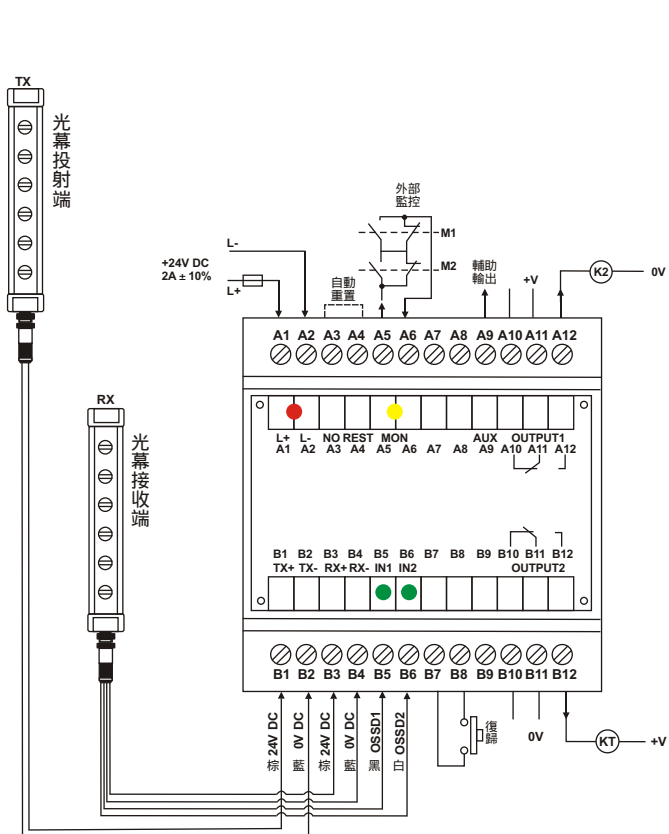 TX
光幕投射端
外部
監控
M1
L-
+24V DC
2A ± 10%
M2
輔助
輸出
K2
0V
L+
自動
重置
+V
A1 A2 A3 A4 A5 A6 A7 A8 A9 A10 A11 A12
RX
光幕接收端
L+ L- NO REST MON AUX OUTPUT1
A1 A2 A3 A4 A5 A6 A7 A8 A9 A10 A11 A12
B1 B2 B3 B4 B5 B6 B7 B8 B9 B10 B11 B12
TX+ TX- RX+ RX- IN1 IN2 OUTPUT2
B1 B2 B3 B4 B5 B6 B7 B8 B9 B10 B11 B12
棕 24V DC
藍 0V DC
棕 24V DC
藍 0V DC
黑 OSSD1
白 OSSD2
復歸
0V
KT
+V